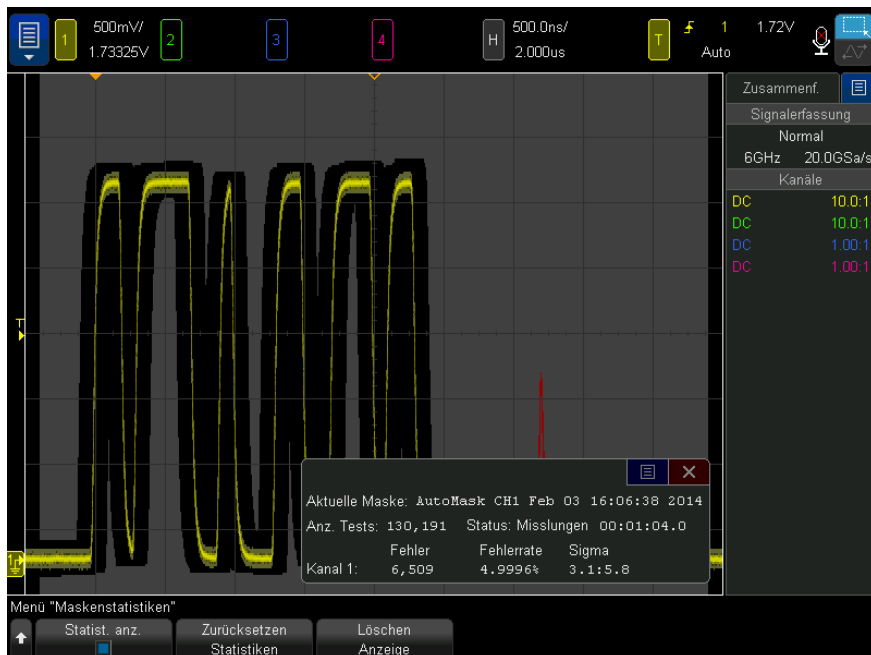 1
500mV/
1.73325V
2
3
4
H
500.0ns/
2.000us
T
1
1.72V
Auto
Zusammenf.
Signalerfassung
Normal
6GHz 20.0GSa/s
Kanäle
DC 10.0:1
DC 10.0:1
DC 1.00:1
DC 1.00:1
T
1
Aktuelle Maske: AutoMask CH1 Feb 03 16:06:38 2014
Anz. Tests: 130,191 Status: Misslungen 00:01:04.0
Fehler Fehlerrate Sigma
Kanal 1: 6,509 4.9996% 3.1:5.8
Menü "Maskenstatistiken"
Statist. anz.
Zurücksetzen
Statistiken
Löschen
Anzeige